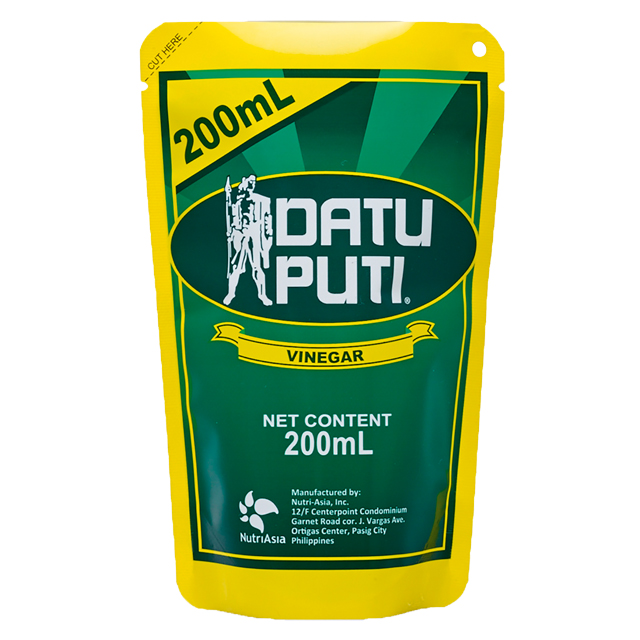 CUT HERE
200mL
DATU
PUTI®
VINEGAR
NET CONTENT
200mL
Manufactured by:
Nutri-Asia, Inc.
12/F Centerpoint Condominium
Garnet Road cor. J. Vargas Ave.
Ortigas Center, Pasig City
Philippines
NutriAsia